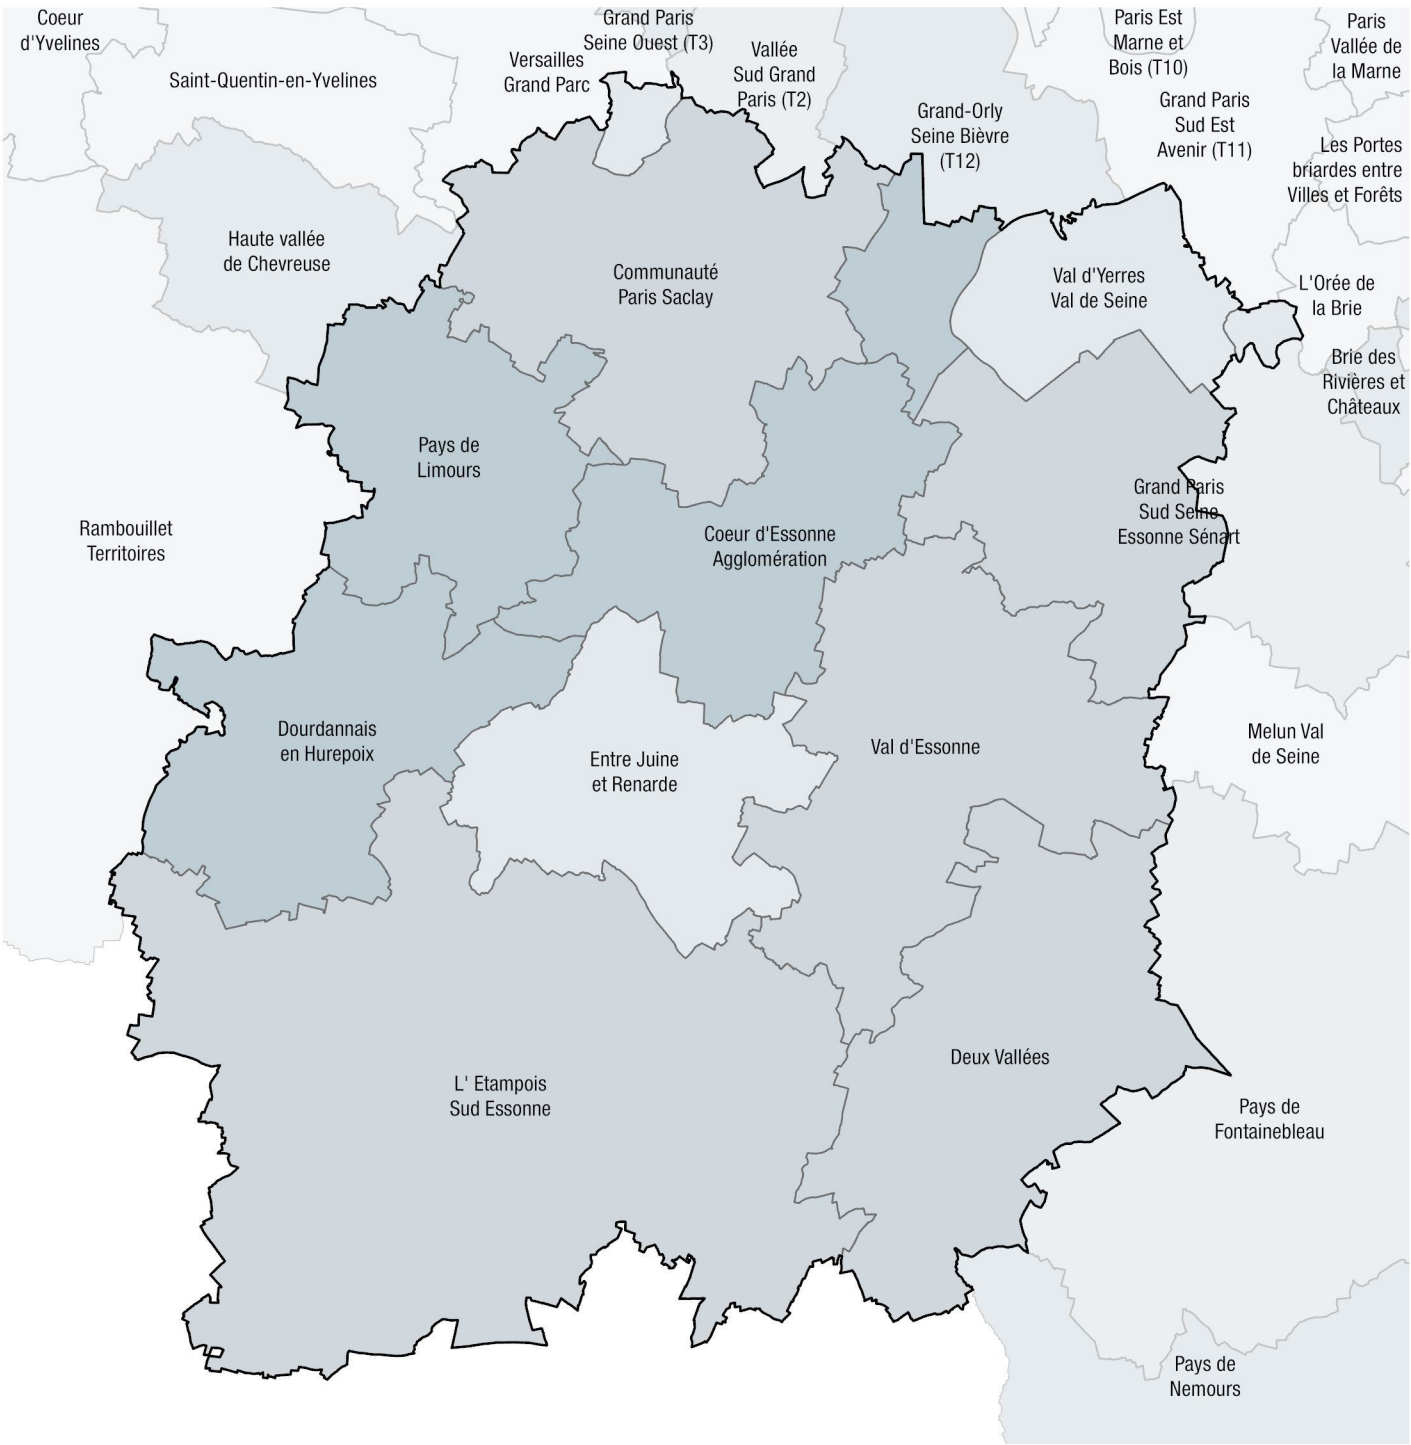 Coeur
d'Yvelines
Saint-Quentin-en-Yvelines
Versailles
Grand Parc
Grand Paris
Seine Ouest (T3)
Vallée
Sud Grand
Paris (T2)
Grand-Orly
Seine Bièvre
(T12)
Paris Est
Marne et
Bois (T10)
Grand Paris
Sud Est
Avenir (T11)
Paris
Vallée de
la Marne
Les Portes
briardes entre
Villes et Forêts
Haute vallée
de Chevreuse
Communauté
Paris Saclay
Val d'Yerres
Val de Seine
L'Orée de
la Brie
Brie des
Rivières et
Châteaux
Pays de
Limours
Rambouillet
Territoires
Coeur d'Essonne
Agglomération
Grand Paris
Sud Seine
Essonne Sénart
Dourdannais
en Hurepoix
Entre Juine
et Renarde
Val d'Essonne
Melun Val
de Seine
L' Etampois
Sud Essonne
Deux Vallées
Pays de
Fontainebleau
Pays de
Nemours